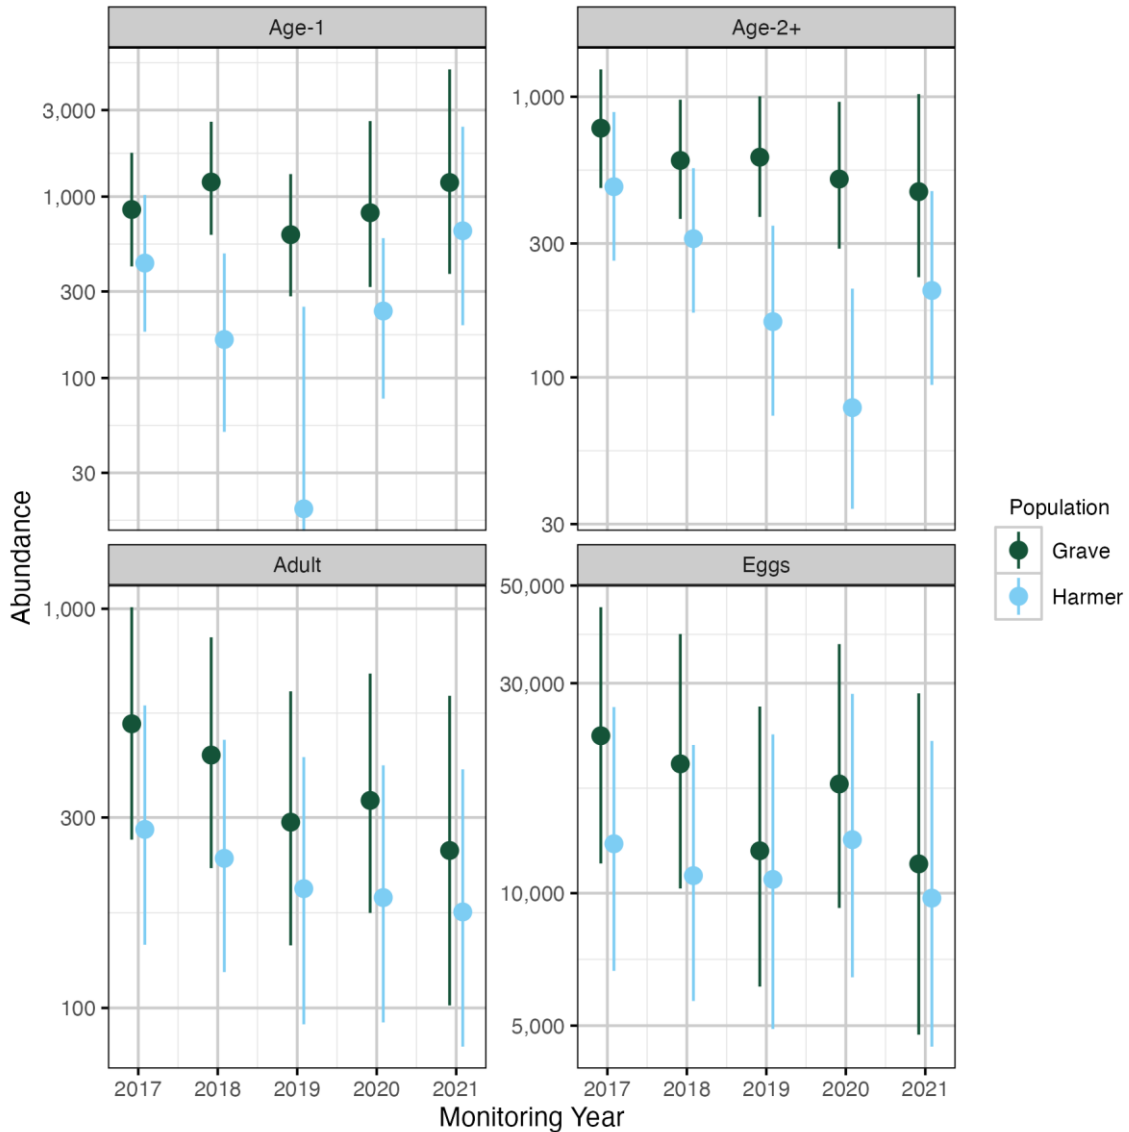 Age-1
Age-2+
3,000
1,000
300
100
30
1,000
300
100
30
Adult
Eggs
1,000
300
100
50,000
30,000
10,000
5,000
2017 2018 2019 2020 2021
2017 2018 2019 2020 2021
Abundance
Monitoring Year
Population
Grave
Harmer